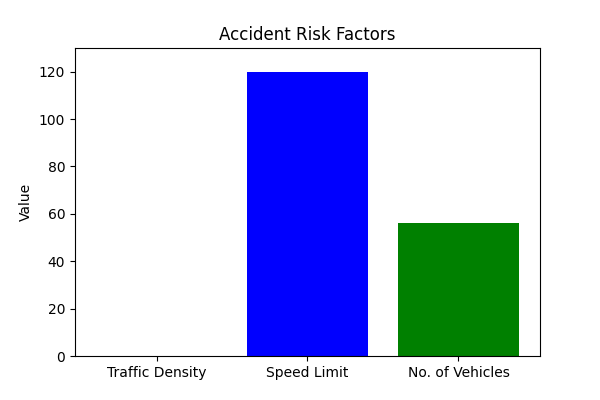 Accident Risk Factors
120
100
80
60
40
20
0
Value
Traffic Density Speed Limit No. of Vehicles